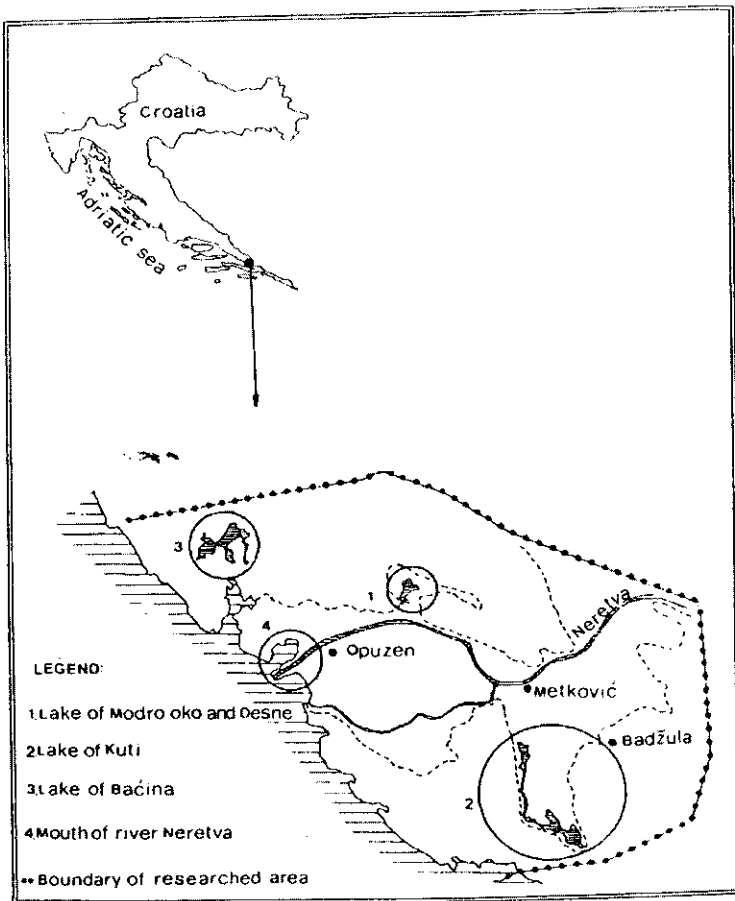 Croatia
Adriatic sea
3
1
Neretva
4
Opuzen
Metković
Badžula
2
LEGEND:
1.Lake of Modro oko and Desne
2.Lake of Kuti
3.Lake of Baćina
4.Mouth of river Neretva
•• Boundary of researched area